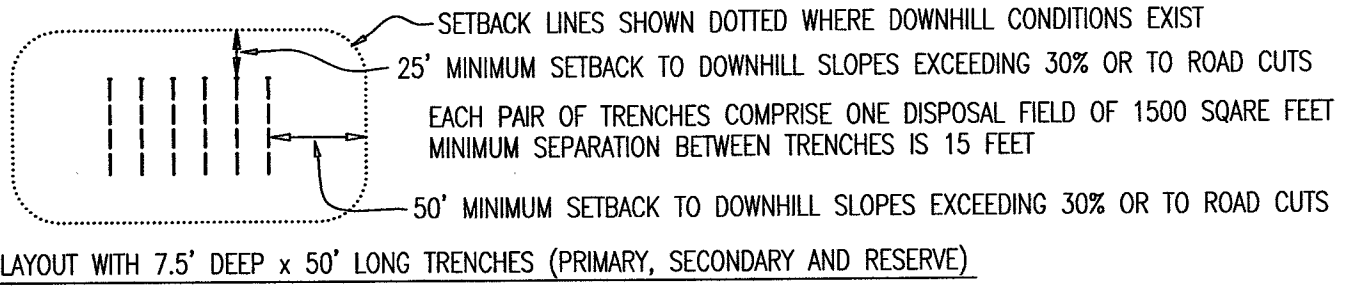 SETBACK LINES SHOWN DOTTED WHERE DOWNHILL CONDITIONS EXIST
25' MINIMUM SETBACK TO DOWNHILL SLOPES EXCEEDING 30% OR TO ROAD CUTS
EACH PAIR OF TRENCHES COMPRISE ONE DISPOSAL FIELD OF 1500 SQARE FEET
MINIMUM SEPARATION BETWEEN TRENCHES IS 15 FEET
50' MINIMUM SETBACK TO DOWNHILL SLOPES EXCEEDING 30% OR TO ROAD CUTS
LAYOUT WITH 7.5' DEEP x 50' LONG TRENCHES (PRIMARY, SECONDARY AND RESERVE)